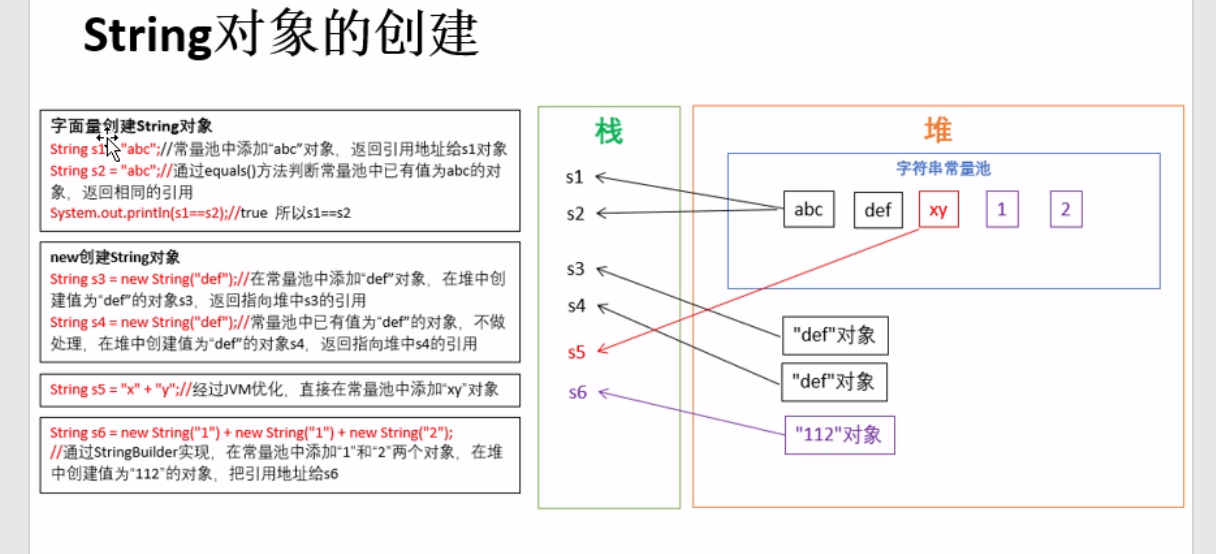 String对象的创建
字面量创建String对象
String s1 = "abc";//常量池中添加“abc”对象，返回引用地址给s1对象
String s2 = "abc";//通过equals()方法判断常量池中已有值为abc的对
象，返回相同的引用
System.out.println(s1==s2);//true 所以s1==s2
new创建String对象
String s3 = new String("def");//在常量池中添加“def”对象，在堆中创
建值为“def”的对象s3，返回指向堆中s3的引用
String s4 = new String("def");//常量池中已有值为“def”的对象，不做
处理，在堆中创建值为“def”的对象s4，返回指向堆中s4的引用
String s5 = "x" + "y";//经过JVM优化，直接在常量池中添加“xy”对象
String s6 = new String("1") + new String("1") + new String("2");
//通过StringBuilder实现，在常量池中添加“1”和“2”两个对象，在堆
中创建值为“112”的对象，把引用地址给s6
栈
s1
s2
s3
s4
s5
s6
堆
字符串常量池
abc
def
xy
1
2
"def"对象
"def"对象
"112"对象